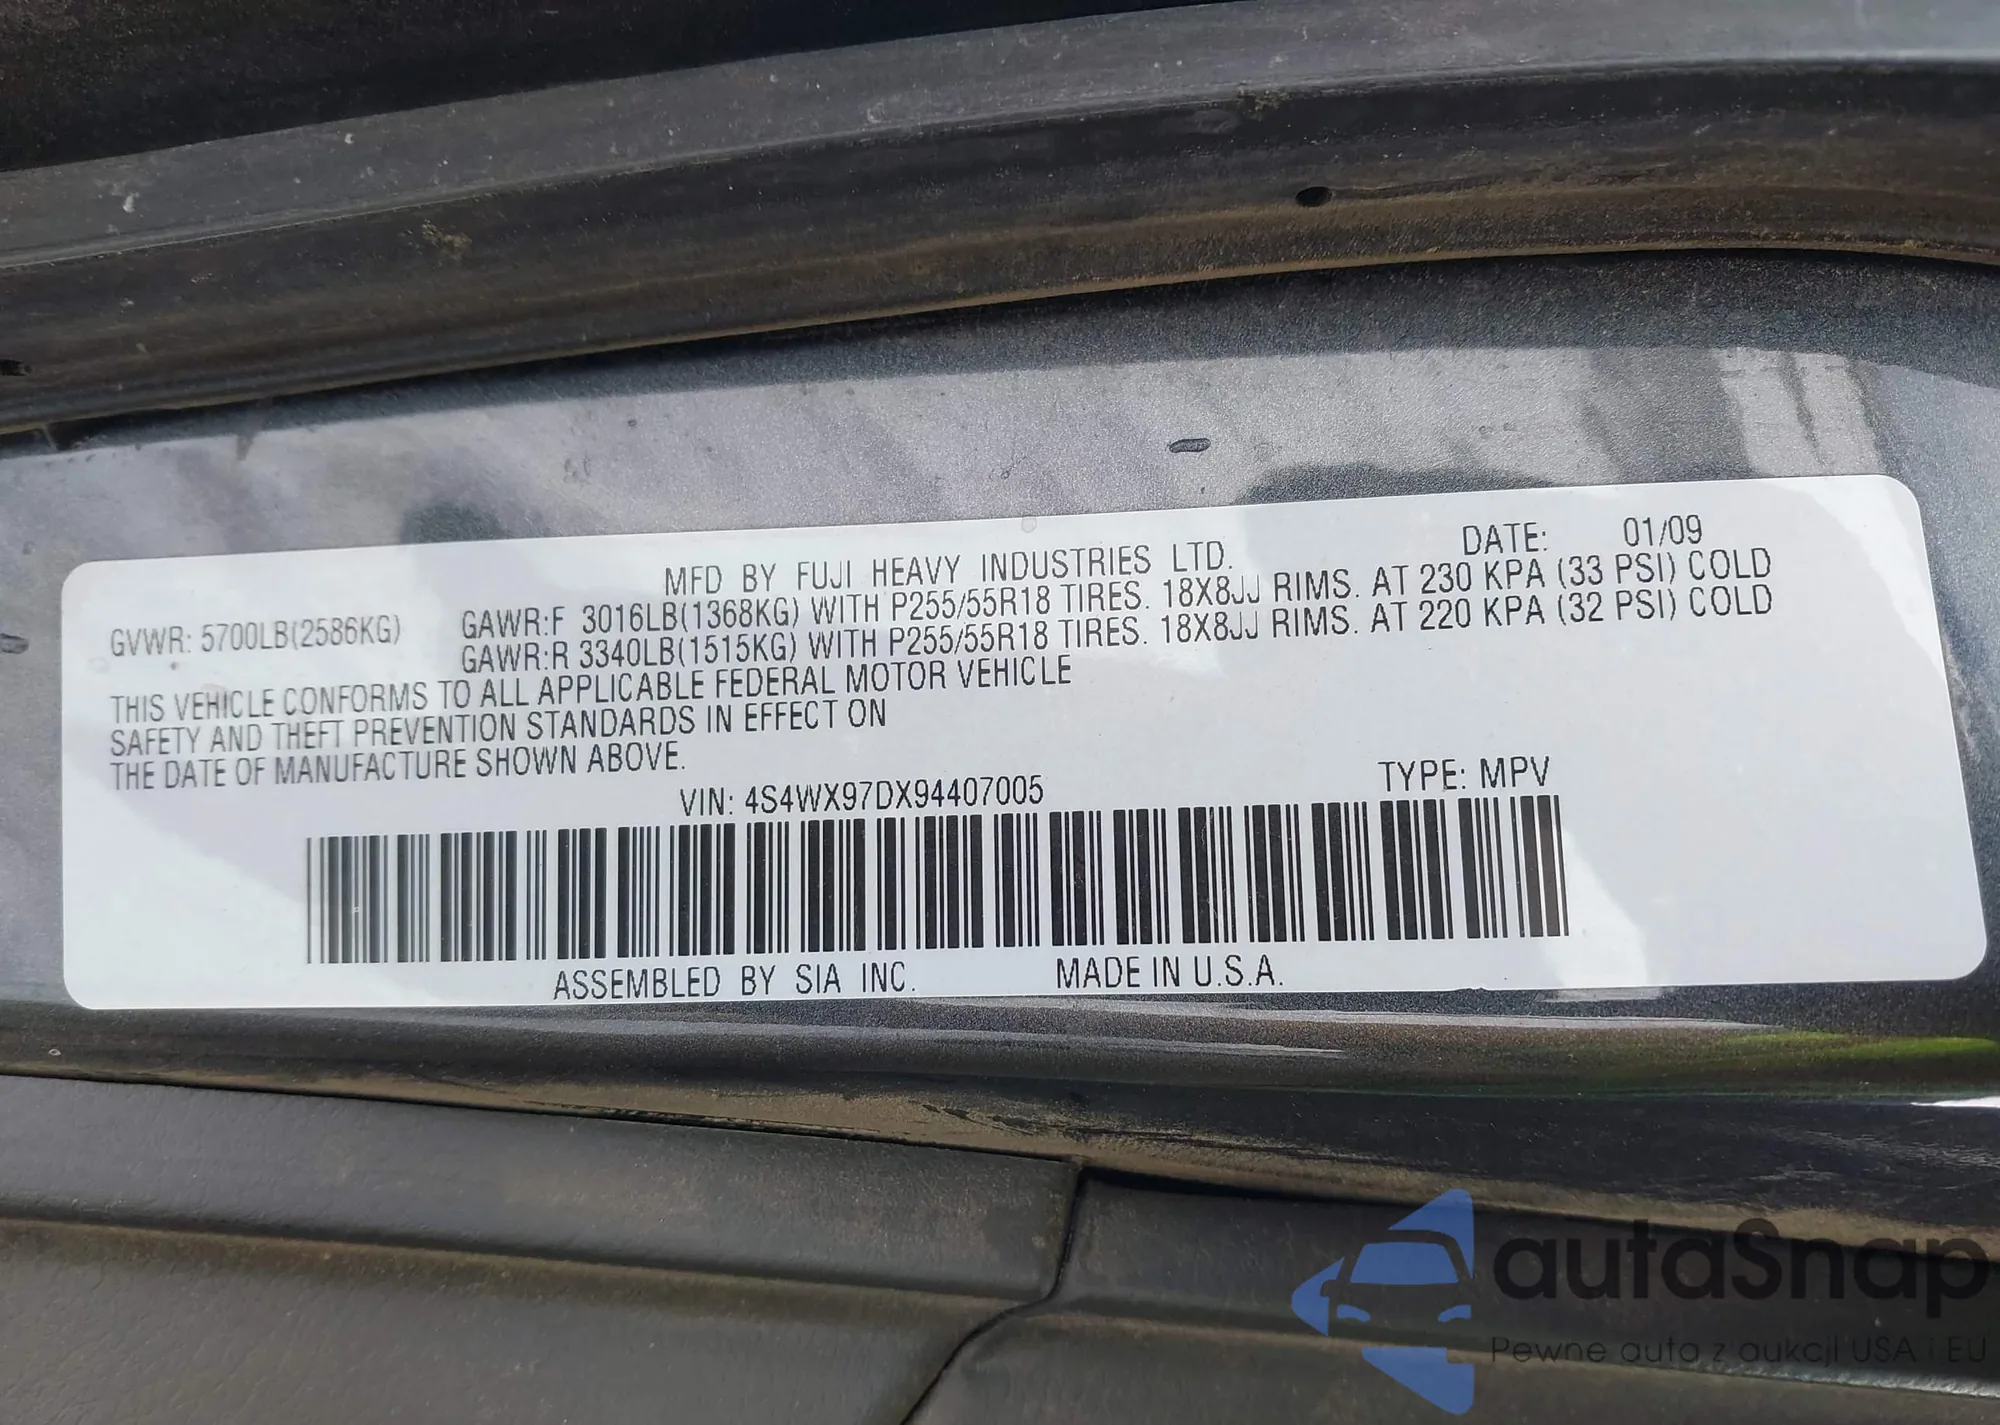 MFD BY FUJI HEAVY INDUSTRIES LTD. DATE: 01/09
GVWR: 5700LB(2586KG) GAWR:F 3016LB(1368KG) WITH P255/55R18 TIRES. 18X8JJ RIMS. AT 230 KPA (33 PSI) COLD
GAWR:R 3340LB(1515KG) WITH P255/55R18 TIRES. 18X8JJ RIMS. AT 220 KPA (32 PSI) COLD
THIS VEHICLE CONFORMS TO ALL APPLICABLE FEDERAL MOTOR VEHICLE
SAFETY AND THEFT PREVENTION STANDARDS IN EFFECT ON
THE DATE OF MANUFACTURE SHOWN ABOVE.
VIN: 4S4WX97DX94407005 TYPE: MPV
ASSEMBLED BY SIA INC. MADE IN U.S.A.
autaSnap
Pewne auta z aukcji USA i EU